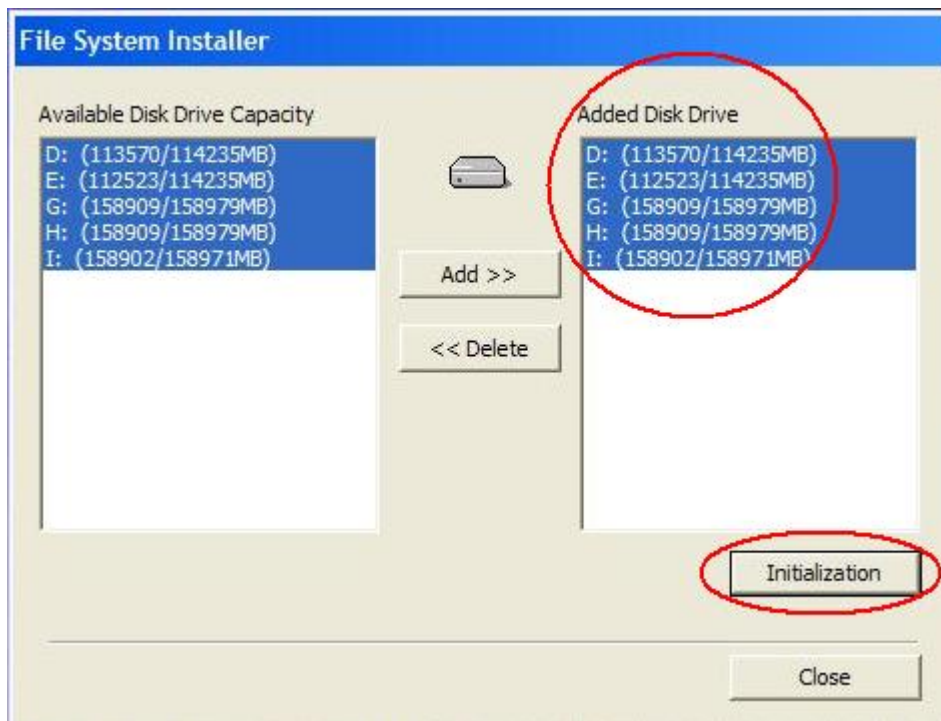 File System Installer
Available Disk Drive Capacity
D: (113570/114235MB)
E: (112523/114235MB)
G: (158909/158979MB)
H: (158909/158979MB)
I: (158902/158971MB)
Add >>
<< Delete
Added Disk Drive
D: (113570/114235MB)
E: (112523/114235MB)
G: (158909/158979MB)
H: (158909/158979MB)
I: (158902/158971MB)
Initialization
Close